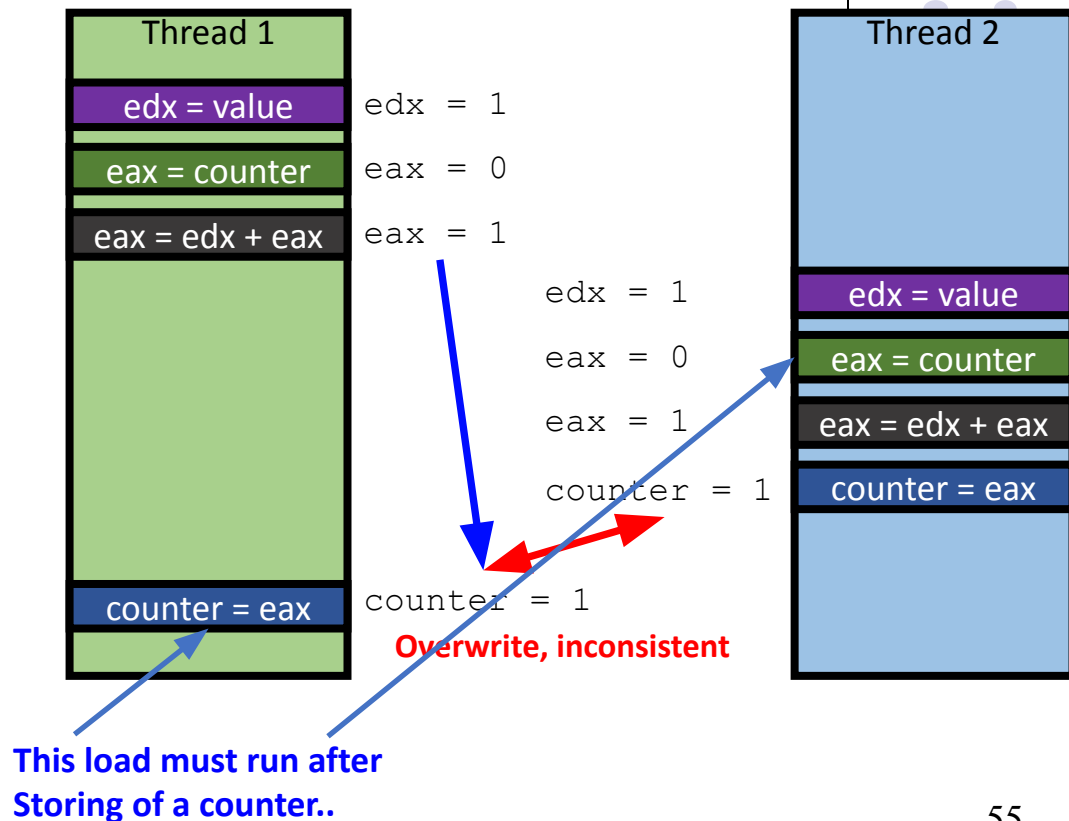 Thread 1
edx = value
edx = 1
eax = counter
eax = 0
eax = edx + eax
eax = 1
counter = eax
counter = 1
Overwrite, inconsistent
Thread 2
edx = 1
edx = value
eax = 0
eax = counter
eax = 1
eax = edx + eax
counter = 1
counter = eax
This load must run after
Storing of a counter..
55